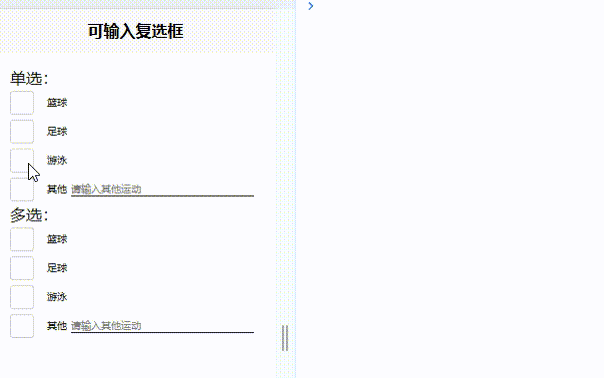 可输入复选框
单选：
篮球
足球
游泳
其他 请输入其他运动
多选：
篮球
足球
游泳
其他 请输入其他运动